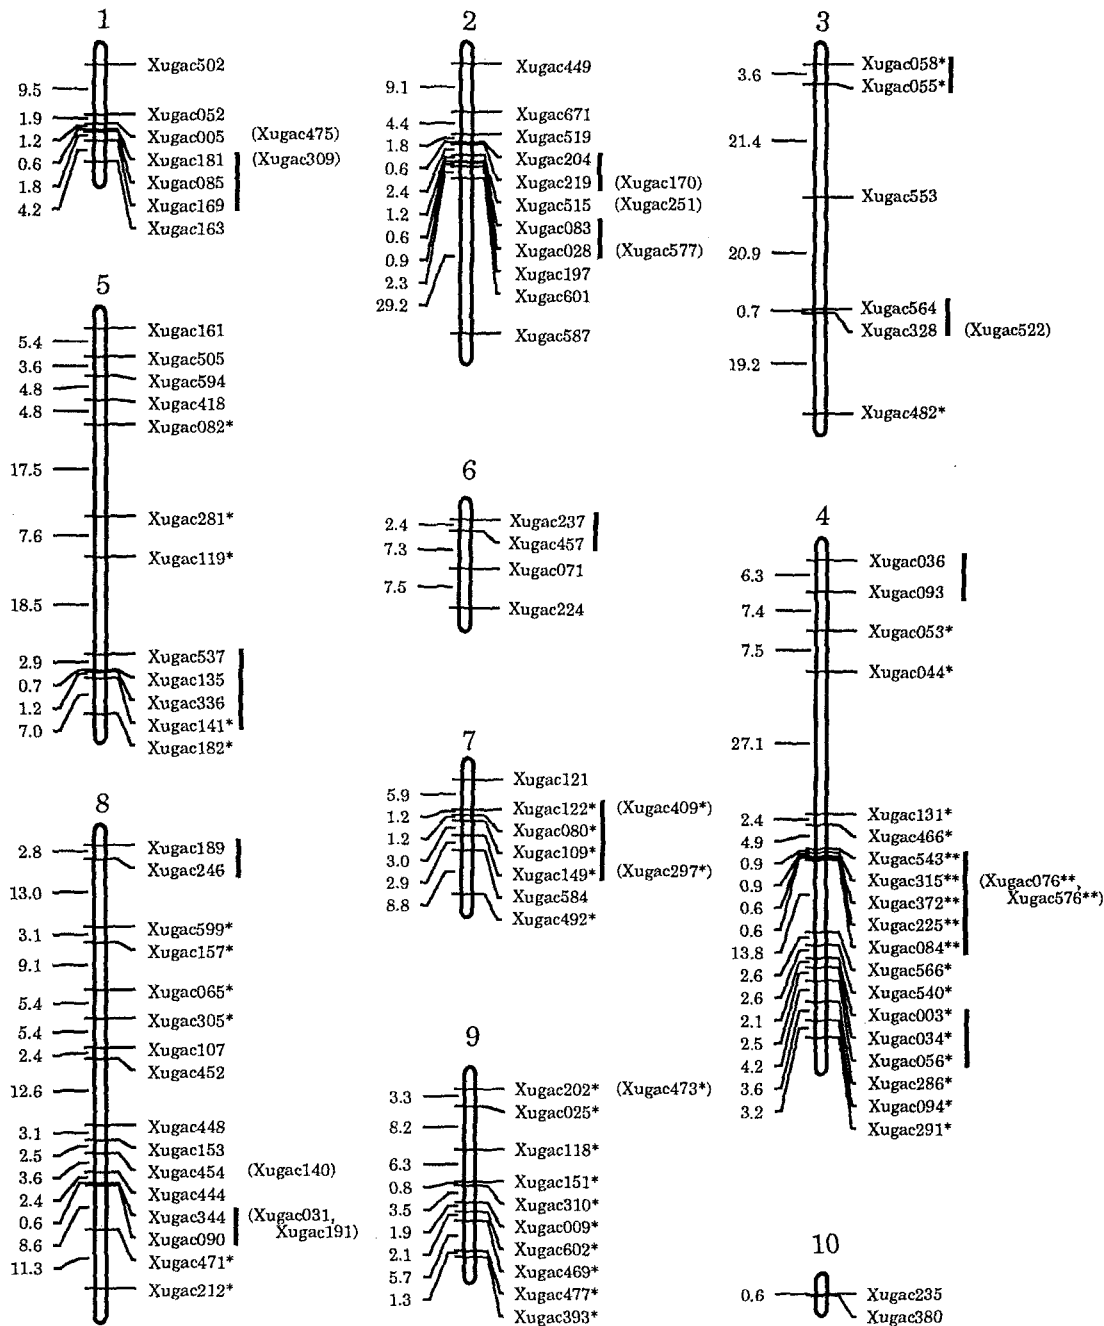 1
Xugac502
9.5
Xugac052
1.9
Xugac005 (Xugac475)
1.2
Xugac181 (Xugac309)
0.6
Xugac085
1.8
Xugac169
4.2
Xugac163
2
Xugac449
9.1
Xugac671
4.4
Xugac519
1.8
Xugac204
0.6
Xugac219 (Xugac170)
2.4
Xugac515 (Xugac251)
1.2
Xugac083
0.6
Xugac028 (Xugac577)
0.9
Xugac197
2.3
Xugac601
29.2
Xugac587
3
Xugac058*
3.6
Xugac055*
21.4
Xugac553
20.9
Xugac564
0.7
Xugac328 (Xugac522)
19.2
Xugac482*
5
Xugac161
5.4
Xugac505
3.6
Xugac594
4.8
Xugac418
4.8
Xugac082*
17.5
Xugac281*
7.6
Xugac119*
18.5
Xugac537
2.9
Xugac135
0.7
Xugac336
1.2
Xugac141*
7.0
Xugac182*
6
Xugac237
2.4
Xugac457
7.3
Xugac071
7.5
Xugac224
4
Xugac036
6.3
Xugac093
7.4
Xugac053*
7.5
Xugac044*
27.1
Xugac131*
2.4
Xugac466*
4.9
Xugac543**
0.9
Xugac315** (Xugac076**,
Xugac576**)
0.9
Xugac372**
0.6
Xugac225**
0.6
Xugac084**
13.8
Xugac566*
2.6
Xugac540*
2.6
Xugac003*
2.1
Xugac034*
2.5
Xugac056*
4.2
Xugac286*
3.6
Xugac094*
3.2
Xugac291*
7
Xugac121
5.9
Xugac122* (Xugac409*)
1.2
Xugac080*
1.2
Xugac109*
3.0
Xugac149* (Xugac297*)
2.9
Xugac584
8.8
Xugac492*
8
Xugac189
2.8
Xugac246
13.0
Xugac599*
3.1
Xugac157*
9.1
Xugac065*
5.4
Xugac305*
5.4
Xugac107
2.4
Xugac452
12.6
Xugac448
3.1
Xugac153
2.5
Xugac454 (Xugac140)
3.6
Xugac444
2.4
Xugac344 (Xugac031,
Xugac191)
0.6
Xugac090
8.6
Xugac471*
11.3
Xugac212*
9
Xugac202* (Xugac473*)
3.3
Xugac025*
8.2
Xugac118*
6.3
Xugac151*
0.8
Xugac310*
3.5
Xugac009*
1.9
Xugac602*
2.1
Xugac469*
5.7
Xugac477*
1.3
Xugac393*
10
0.6
Xugac235
Xugac380